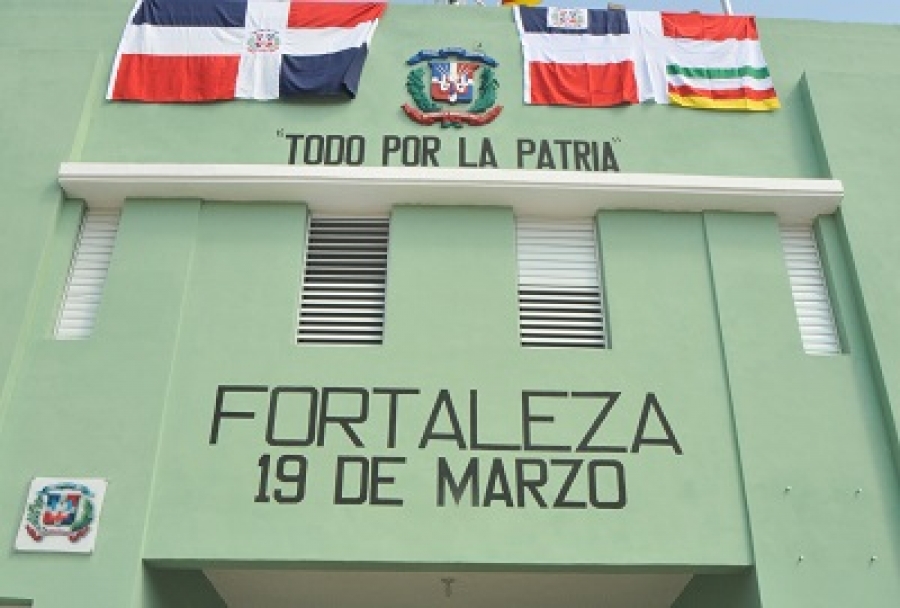 "TODO POR LA PATRIA"
FORTALEZA
19 DE MARZO